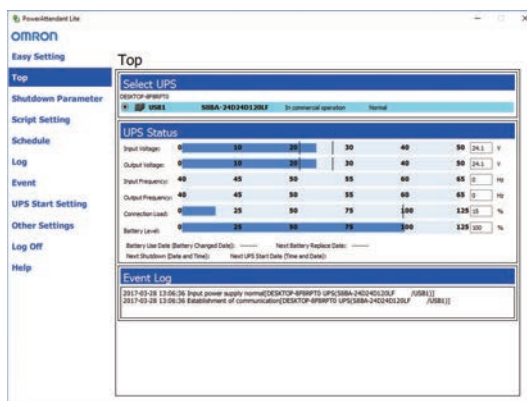 PowerAttendant Lite
OMRON
Easy Setting
Top
Shutdown Parameter
Script Setting
Schedule
Log
Event
UPS Start Setting
Other Settings
Log Off
Help
Top
Select UPS
DESKTOP-8P8RPT0
USB1 S8BA-24D24D120LF In commercial operation Normal
UPS Status
Input Voltage: 0 10 20 30 40 50 24.1 V
Output Voltage: 0 10 20 30 40 50 24.1 V
Input Frequency: 40 45 50 55 60 65 0 Hz
Output Frequency: 40 45 50 55 60 65 0 Hz
Connection Load: 0 25 50 75 100 125 15 %
Battery Level: 0 25 50 75 100 125 100 %
Battery Use Date (Battery Changed Date): ------ Next Battery Replace Date: ------
Next Shutdown (Date and Time): Next UPS Start Date (Time and Date):
Event Log
2017-03-28 13:06:36 Input power supply normal[DESKTOP-8P8RPT0 UPS(S8BA-24D24D120LF /USB1)]
2017-03-28 13:06:36 Establishment of communication[DESKTOP-8P8RPT0 UPS(S8BA-24D24D120LF /USB1)]